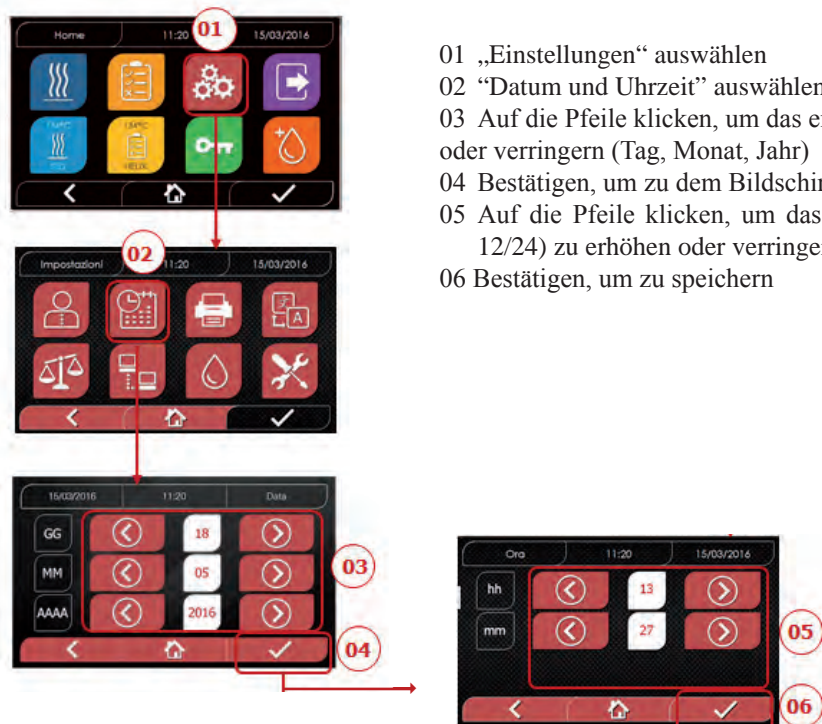 Home 11:20 01 15/03/2016
01 „Einstellungen“ auswählen
02 “Datum und Uhrzeit” auswählen
03 Auf die Pfeile klicken, um das
oder verringern (Tag, Monat, Jahr)
04 Bestätigen, um zu dem
05 Auf die Pfeile klicken, um das
12/24) zu erhöhen oder
06 Bestätigen, um zu speichern
HELIX
Impostazioni 02 11:20 15/03/2016
A
15/03/2016 11:20 Data
GG 18
MM 05
AAAA 2016
03
04
Ora 11:20 15/03/2016
hh 13
mm 27
05
06